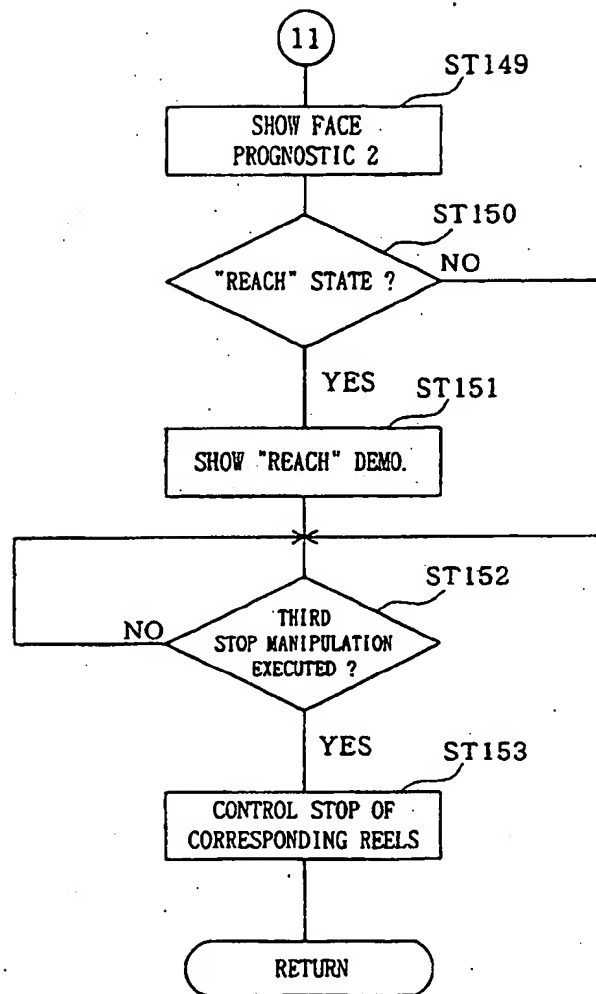 11
ST149
SHOW FACE
PROGNOSTIC 2
ST150
"REACH" STATE ?
NO
YES
ST151
SHOW "REACH" DEMO.
ST152
THIRD
STOP MANIPULATION
EXECUTED ?
NO
YES
ST153
CONTROL STOP OF
CORRESPONDING REELS
RETURN